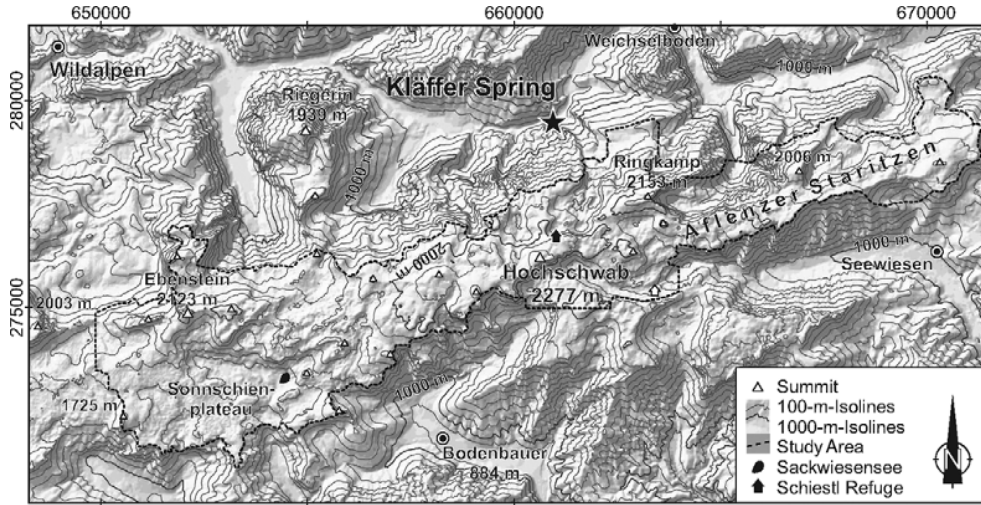 650000
660000
670000
280000
275000
Weichselboden
Wildalpen
1000 m
Kläffer Spring
Riegerin
1939 m
1000 m
Ringkamp
2153 m
2006 m
Aflenzer Staritzen
2000 m
1000 m
Seewiesen
Ebenstein
2123 m
Hochschwab
2277 m
2003 m
Sonnschien-
plateau
1725 m
1000 m
Bodenbauer
884 m
Summit
100-m-Isolines
1000-m-Isolines
Study Area
Sackwiesensee
Schiestl Refuge
N